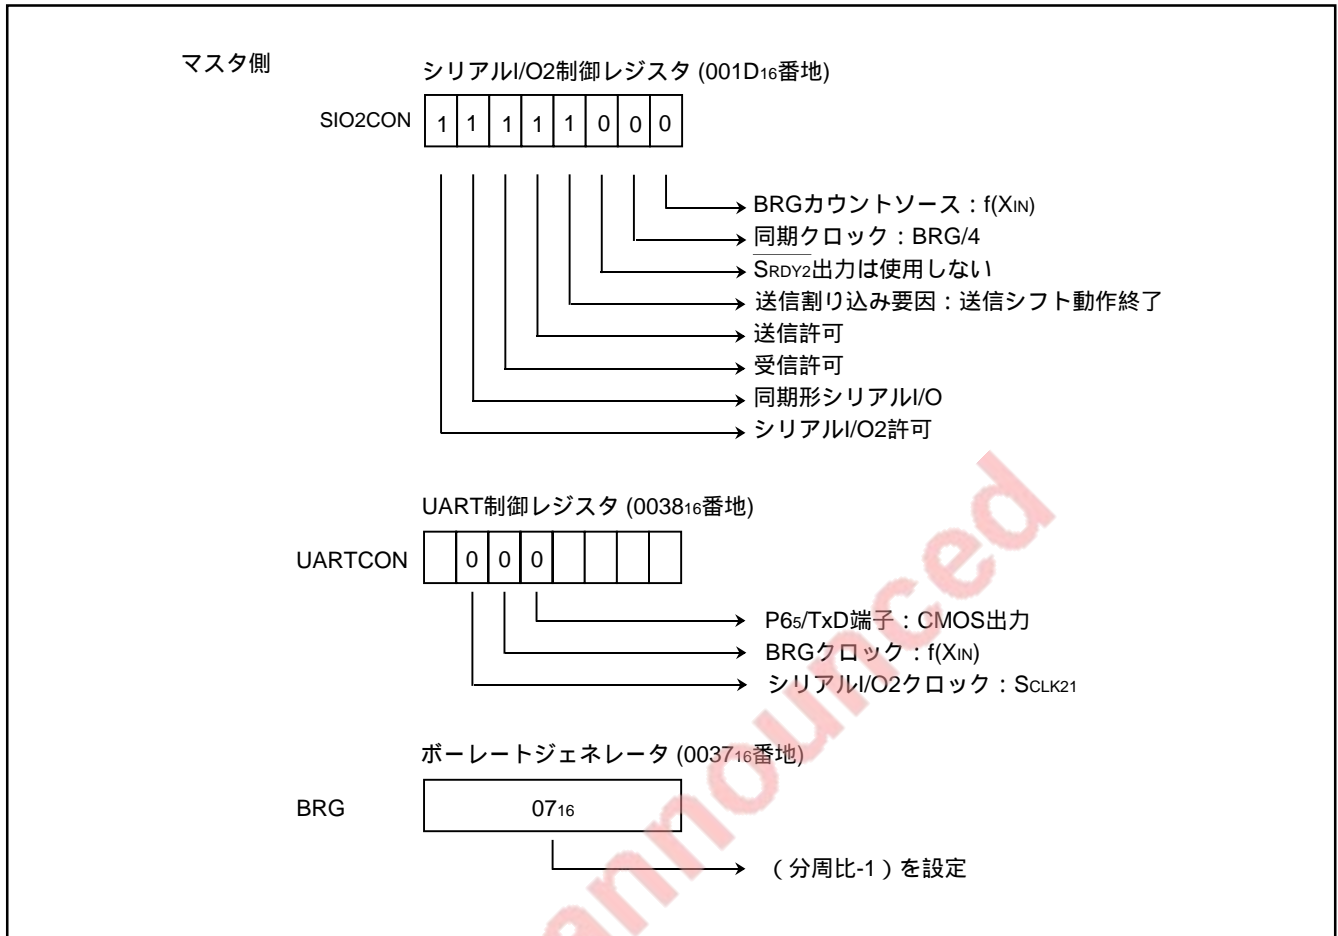 マスタ側
シリアルI/O2制御レジスタ (001D16番地)
SIO2CON 1 1 1 1 1 0 0 0
BRGカウントソース：f(XIN)
同期クロック：BRG/4
SRDY2出力は使用しない
送信割り込み要因：送信シフト動作終了
送信許可
受信許可
同期形シリアルI/O
シリアルI/O2許可
UART制御レジスタ (003816番地)
UARTCON 0 0 0
P65/TxD端子：CMOS出力
BRGクロック：f(XIN)
シリアルI/O2クロック：SCLK21
ボーレートジェネレータ (003716番地)
BRG 0716
（分周比-1）を設定
announced